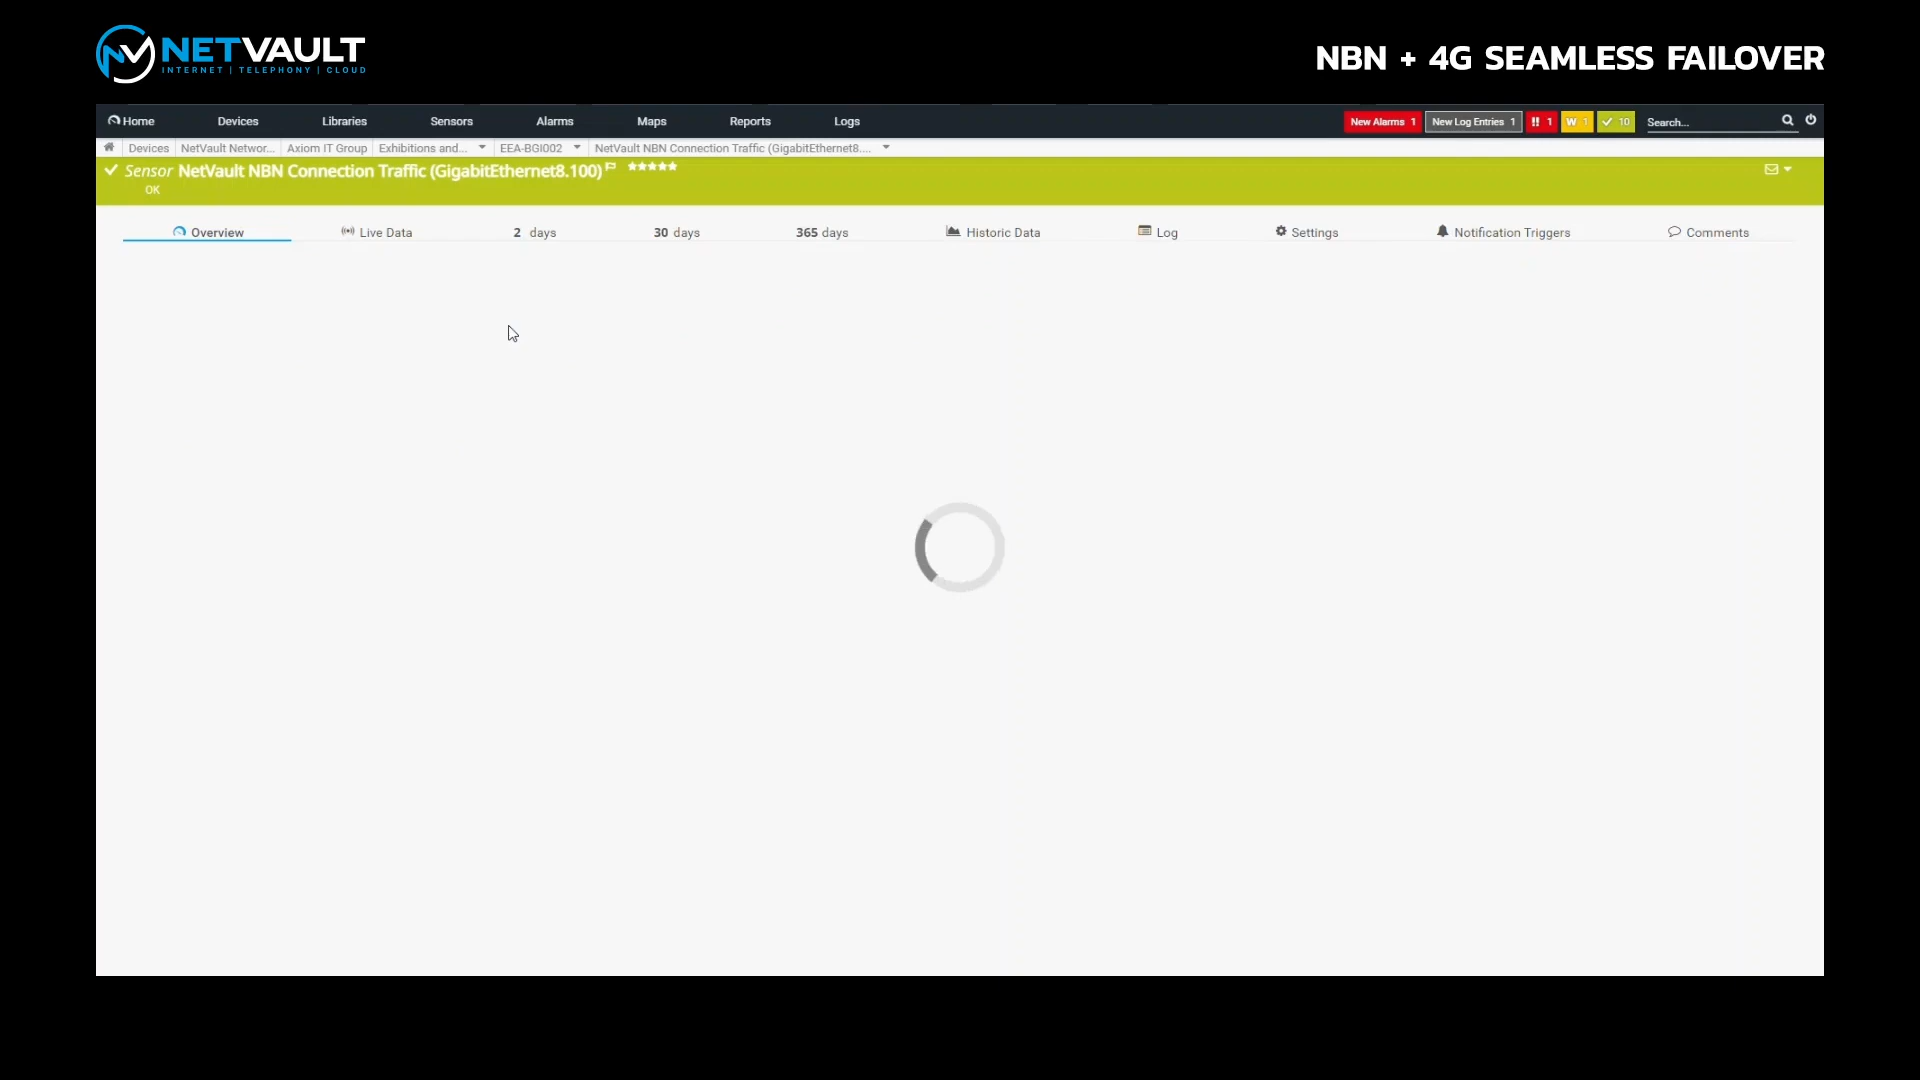 NETVAULT
INTERNET | TELEPHONY | CLOUD
NBN + 4G SEAMLESS FAILOVER
Home Devices Libraries Sensors Alarms Maps Reports Logs New Alarms 1 New Log Entries 1 !! 1 W 1 10 Search...
Devices NetVault Networ... Axiom IT Group Exhibitions and... EEA-BGI002 NetVault NBN Connection Traffic (GigabitEthernet8....
Sensor NetVault NBN Connection Traffic (GigabitEthernet8.100)
OK
Overview Live Data 2 days 30 days 365 days Historic Data Log Settings Notification Triggers Comments